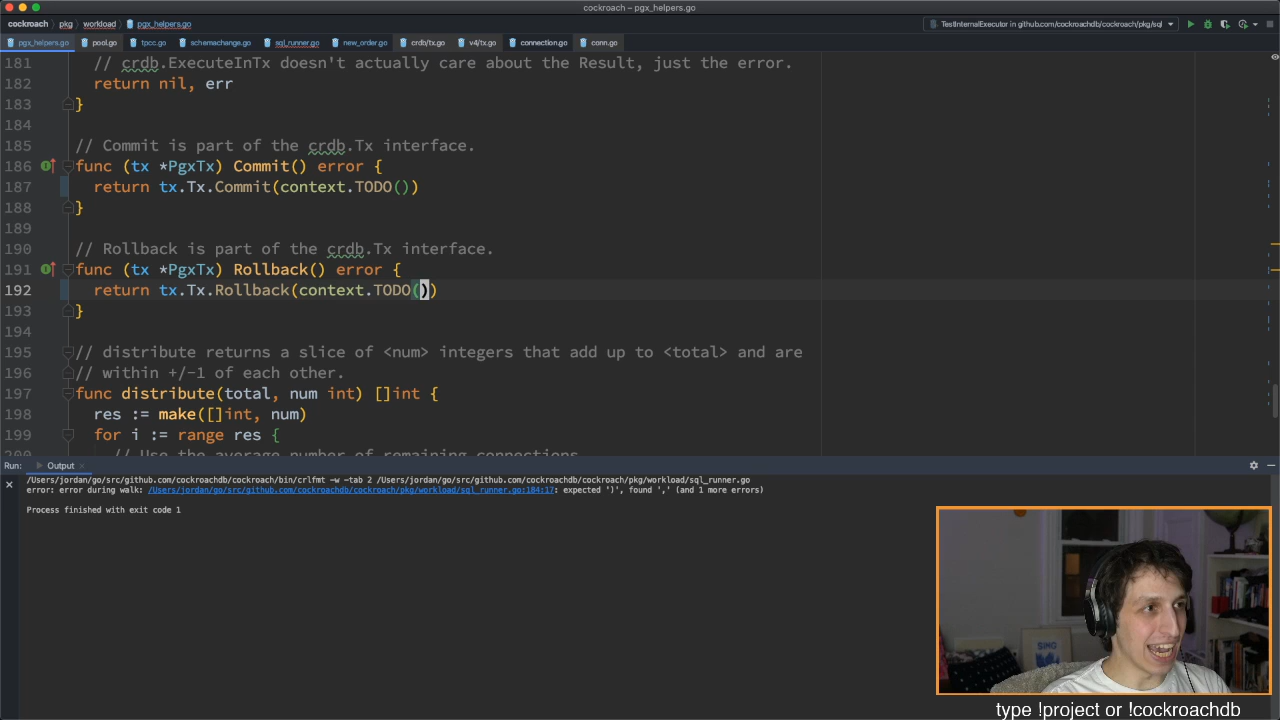 cockroach – pgx_helpers.go
cockroach pkg workload pgx_helpers.go TestInternalExecutor in github.com/cockroachdb/cockroach/pkg/sql
pgx_helpers.go pool.go tpcc.go schemachange.go sql_runner.go new_order.go crdb/tx.go v4/tx.go connection.go conn.go
181 // crdb.ExecuteInTx doesn't actually care about the Result, just the error.
182 return nil, err
183 }
184
185 // Commit is part of the crdb.Tx interface.
186 func (tx *PgxTx) Commit() error {
187 return tx.Tx.Commit(context.TODO())
188 }
189
190 // Rollback is part of the crdb.Tx interface.
191 func (tx *PgxTx) Rollback() error {
192 return tx.Tx.Rollback(context.TODO())
193 }
194
195 // distribute returns a slice of <num> integers that add up to <total> and are
196 // within +/-1 of each other.
197 func distribute(total, num int) []int {
198 res := make([]int, num)
199 for i := range res {
200 // Use the average number of remaining connections
Run: Output
/Users/jordan/go/src/github.com/cockroachdb/cockroach/bin/crlfmt -w -tab 2 /Users/jordan/go/src/github.com/cockroachdb/cockroach/pkg/workload/sql_runner.go
error: error during walk: /Users/jordan/go/src/github.com/cockroachdb/cockroach/pkg/workload/sql_runner.go:184:17: expected ')', found ',' (and 1 more errors)
Process finished with exit code 1
SING
type !project or !cockroachdb